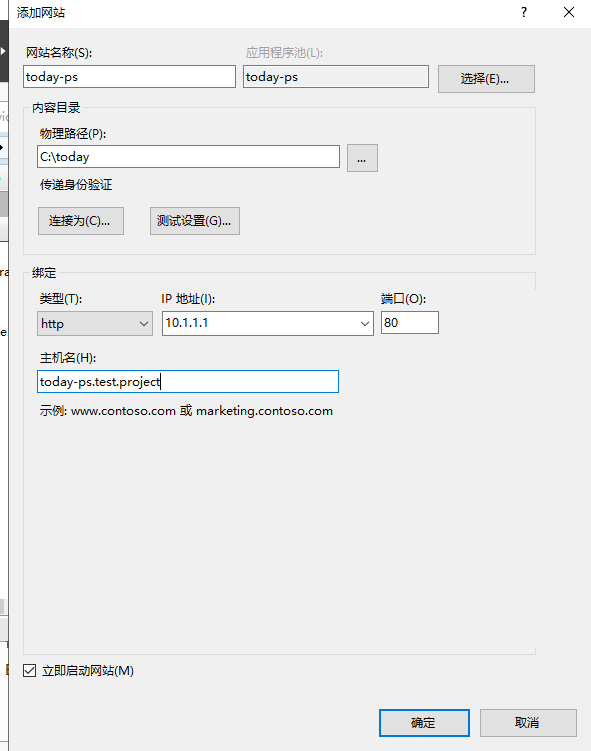 添加网站
?
网站名称(S):
应用程序池(L):
today-ps
today-ps
选择(E)...
内容目录
物理路径(P):
C:\today
...
传递身份验证
连接为(C)...
测试设置(G)...
绑定
类型(T):
IP 地址(I):
端口(O):
http
10.1.1.1
80
主机名(H):
today-ps.test.project
示例: www.contoso.com 或 marketing.contoso.com
立即启动网站(M)
确定
取消